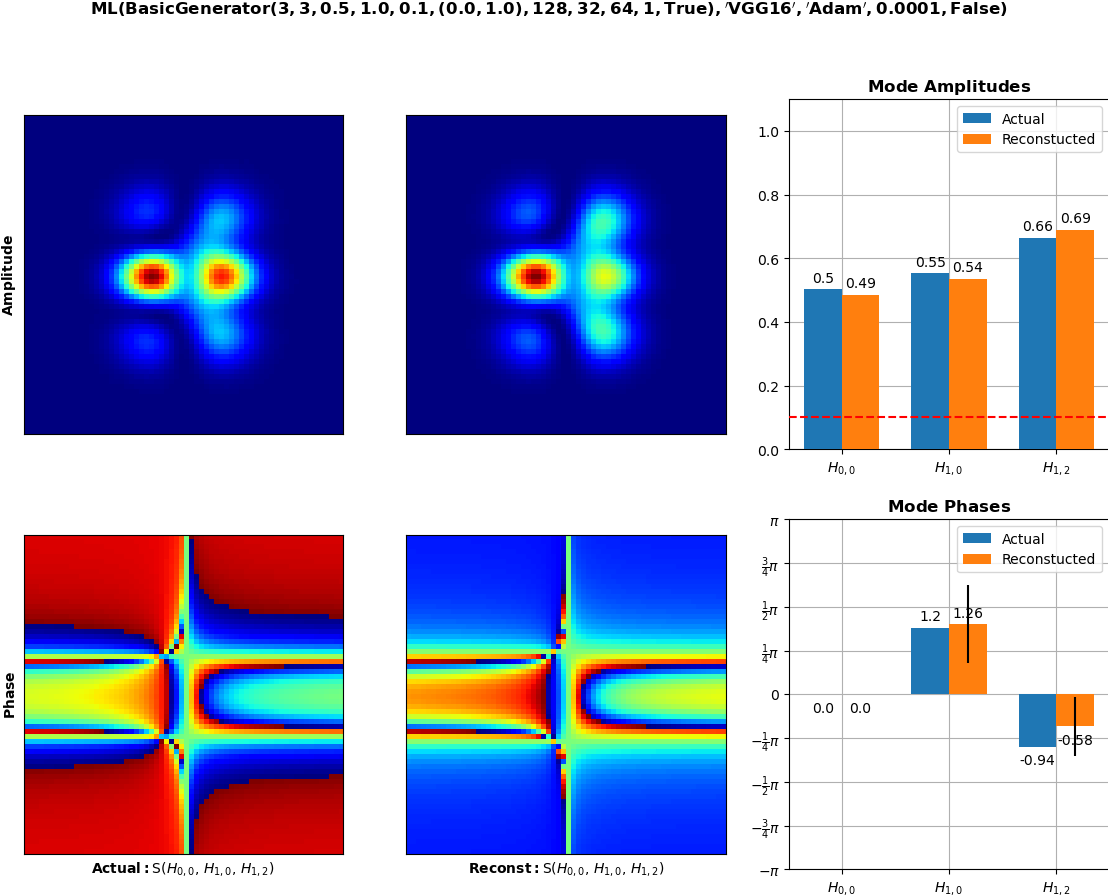 ML(BasicGenerator(3, 3, 0.5, 1.0, 0.1, (0.0, 1.0), 128, 32, 64, 1, True), ′VGG16′, ′Adam′, 0.0001, False)
Amplitude
Mode Amplitudes
Actual
Reconstucted
1.0
0.8
0.6
0.4
0.2
0.0
0.5
0.49
0.55
0.54
0.66
0.69
H0,0
H1,0
H1,2
Phase
Actual: S(H0,0, H1,0, H1,2)
Reconst: S(H0,0, H1,0, H1,2)
Mode Phases
Actual
Reconstucted
π
3/4π
1/2π
1/4π
0
−1/4π
−1/2π
−3/4π
−π
0.0
0.0
1.2
1.26
-0.94
-0.58
H0,0
H1,0
H1,2